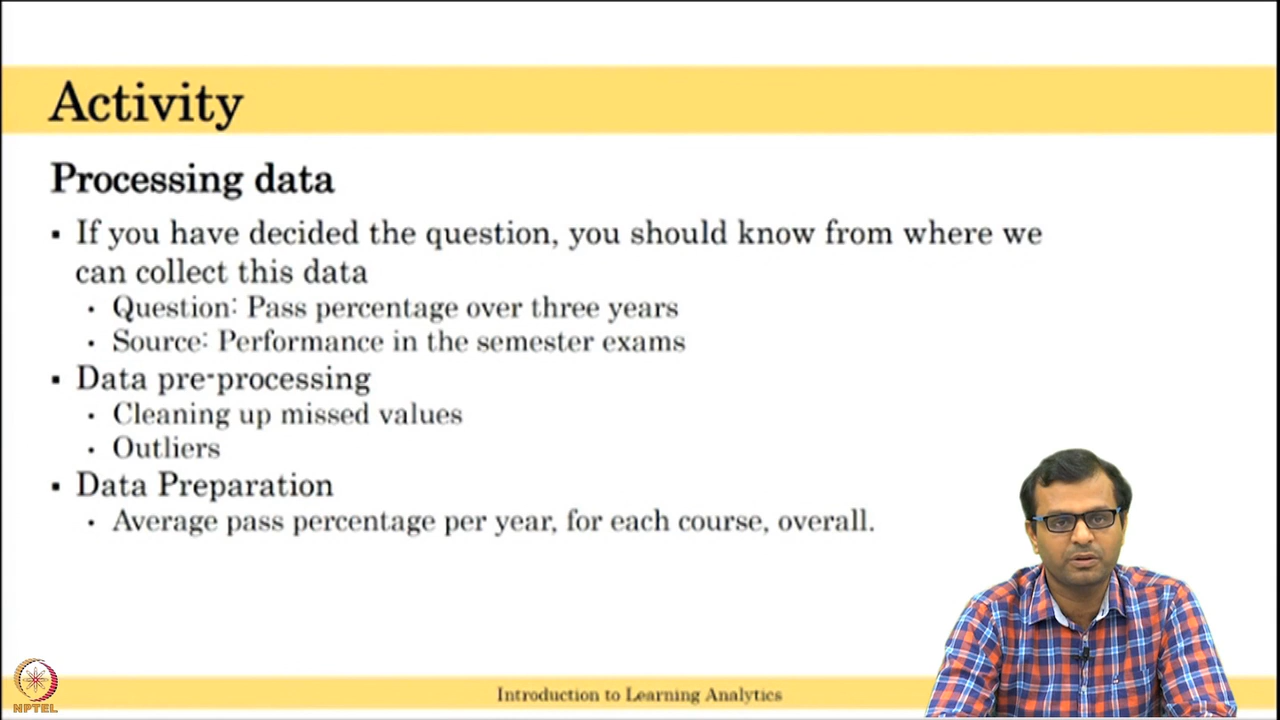 Activity
Processing data
▪ If you have decided the question, you should know from where we
can collect this data
• Question: Pass percentage over three years
• Source: Performance in the semester exams
▪ Data pre-processing
• Cleaning up missed values
• Outliers
▪ Data Preparation
• Average pass percentage per year, for each course, overall.
Introduction to Learning Analytics
NPTEL